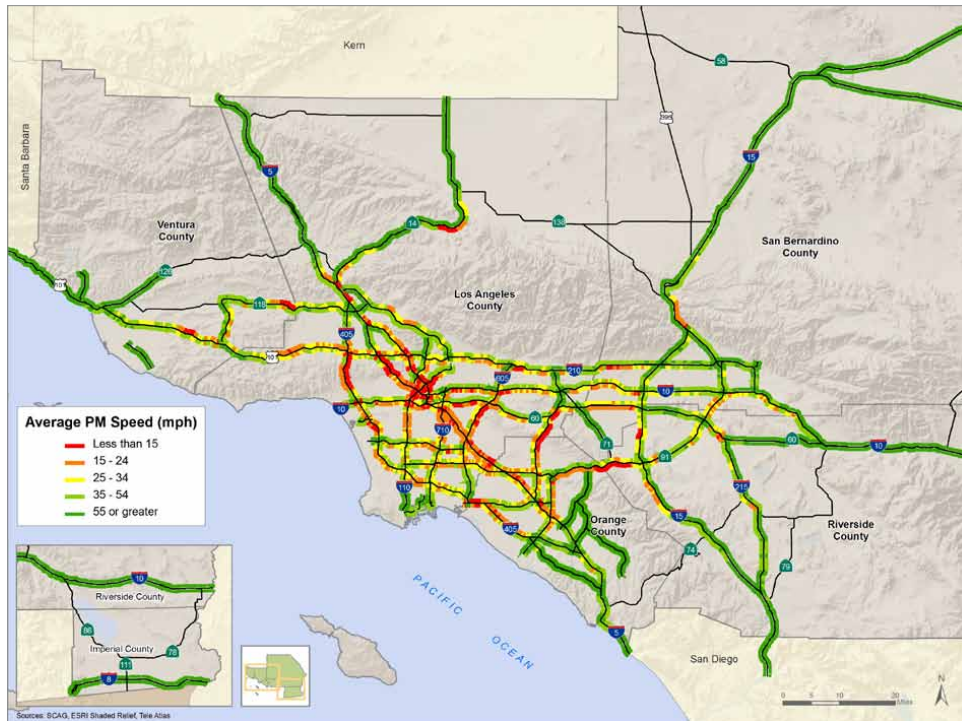 Kern
58
395
Santa Barbara
5
15
14
138
Ventura
County
San Bernardino
County
126
101
Los Angeles
County
118
405
101
605
210
10
10
60
710
71
91
60
10
110
215
Average PM Speed (mph)
Less than 15
15 - 24
25 - 34
35 - 54
55 or greater
405
Orange
County
15
Riverside
County
74
79
10
Riverside County
86
Imperial County
78
111
8
PACIFIC
OCEAN
5
San Diego
N
0 5 10 20
Miles
Sources: SCAG, ESRI Shaded Relief, Tele Atlas